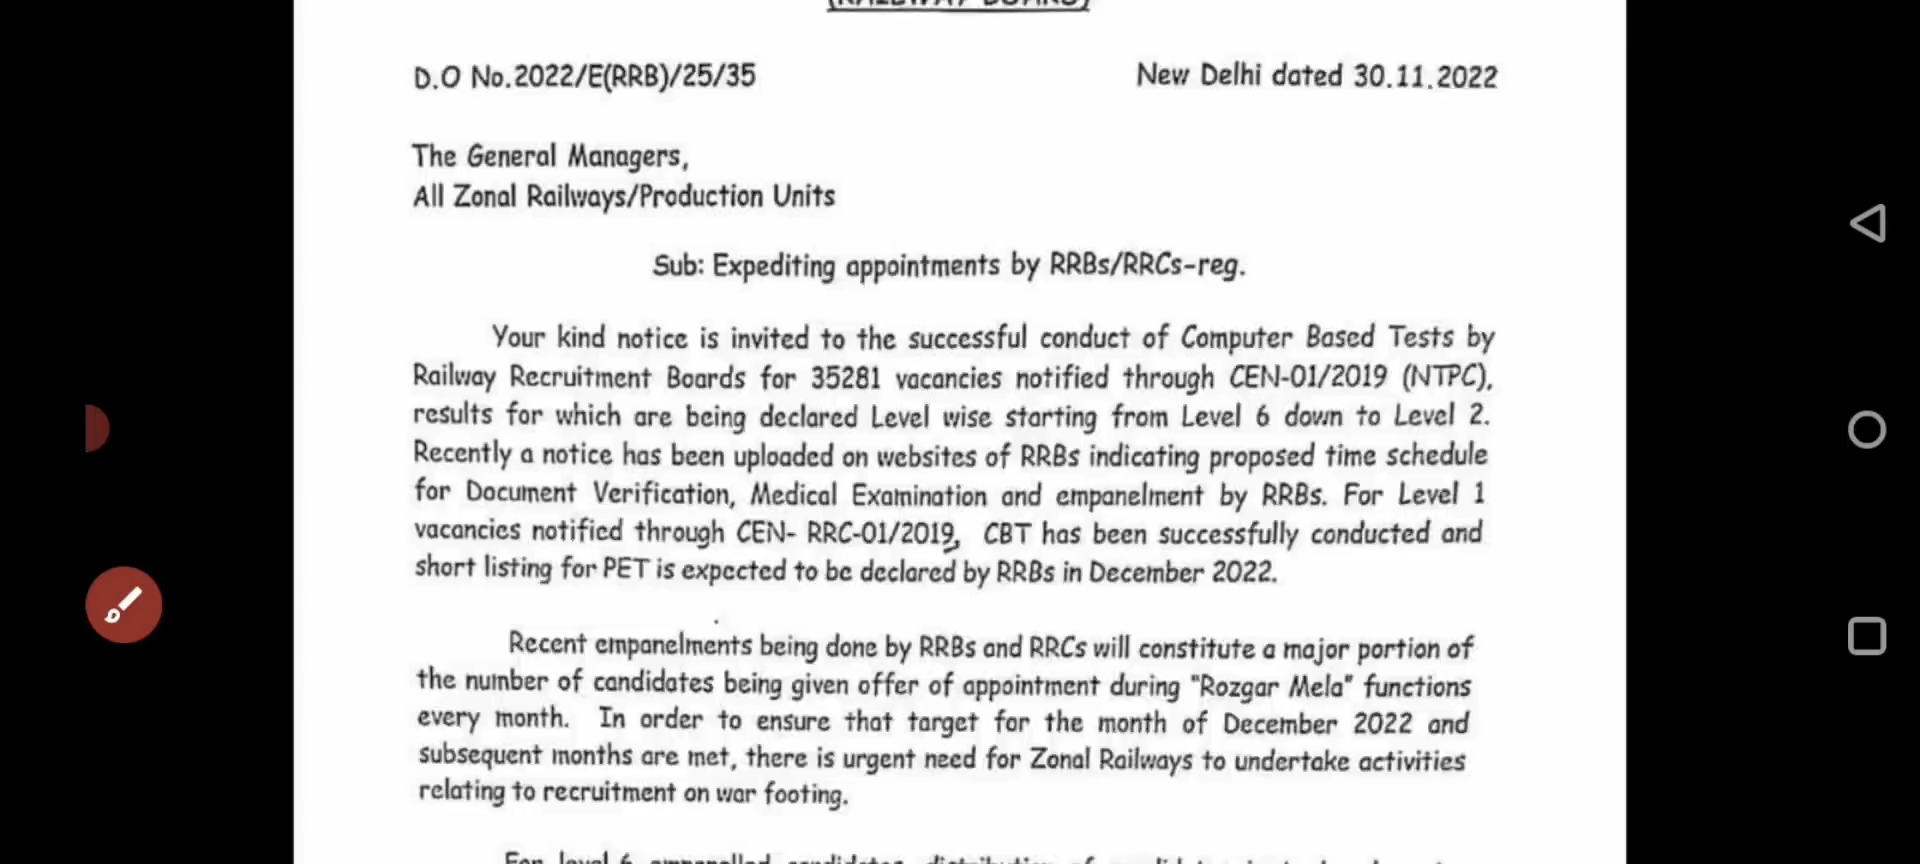 (RAILWAY BOARD)
D.O No.2022/E(RRB)/25/35 New Delhi dated 30.11.2022
The General Managers,
All Zonal Railways/Production Units
Sub: Expediting appointments by RRBs/RRCs-reg.
Your kind notice is invited to the successful conduct of Computer Based Tests by
Railway Recruitment Boards for 35281 vacancies notified through CEN-01/2019 (NTPC),
results for which are being declared Level wise starting from Level 6 down to Level 2.
Recently a notice has been uploaded on websites of RRBs indicating proposed time schedule
for Document Verification, Medical Examination and empanelment by RRBs. For Level 1
vacancies notified through CEN- RRC-01/2019, CBT has been successfully conducted and
short listing for PET is expected to be declared by RRBs in December 2022.
Recent empanelments being done by RRBs and RRCs will constitute a major portion of
the number of candidates being given offer of appointment during "Rozgar Mela" functions
every month. In order to ensure that target for the month of December 2022 and
subsequent months are met, there is urgent need for Zonal Railways to undertake activities
relating to recruitment on war footing.
For level 6 empanelled candidates, distribution of